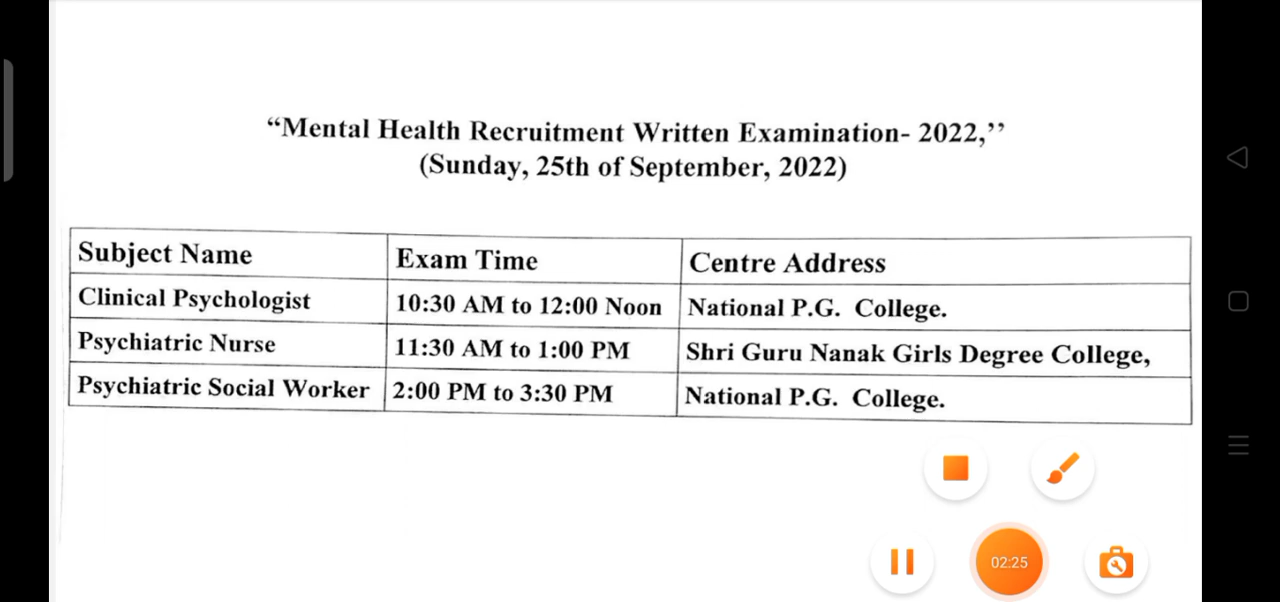 “Mental Health Recruitment Written Examination- 2022,’’
(Sunday, 25th of September, 2022)
Subject Name Exam Time Centre Address
Clinical Psychologist 10:30 AM to 12:00 Noon National P.G. College.
Psychiatric Nurse 11:30 AM to 1:00 PM Shri Guru Nanak Girls Degree College,
Psychiatric Social Worker 2:00 PM to 3:30 PM National P.G. College.
02:25